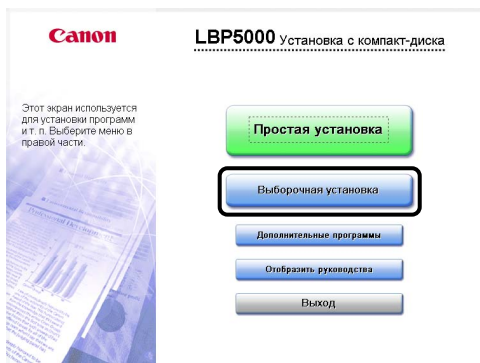 Canon
LBP5000 Установка с компакт-диска
Этот экран используется
для установки программ
и т. п. Выберите меню в
правой части.
Простая установка
Выборочная установка
Дополнительные программы
Отобразить руководства
Выход